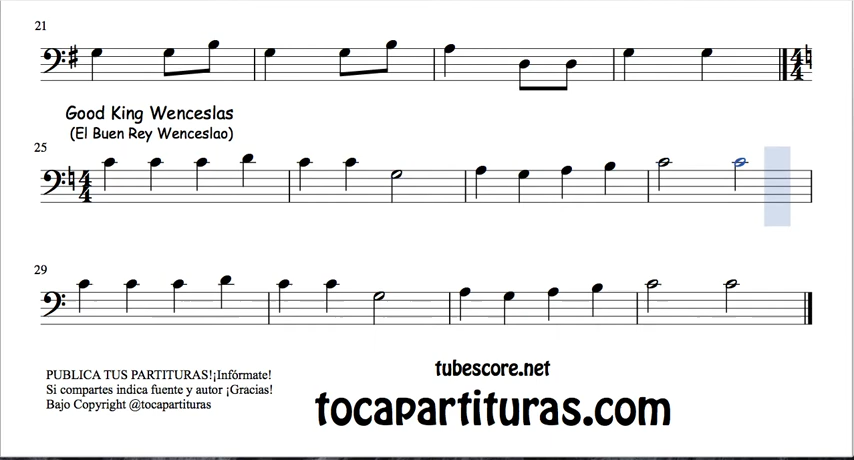 21
Good King Wenceslas
(El Buen Rey Wenceslao)
25
29
PUBLICA TUS PARTITURAS!¡Infórmate!
Si compartes indica fuente y autor ¡Gracias!
Bajo Copyright @tocapartituras
tubescore.net
tocapartituras.com